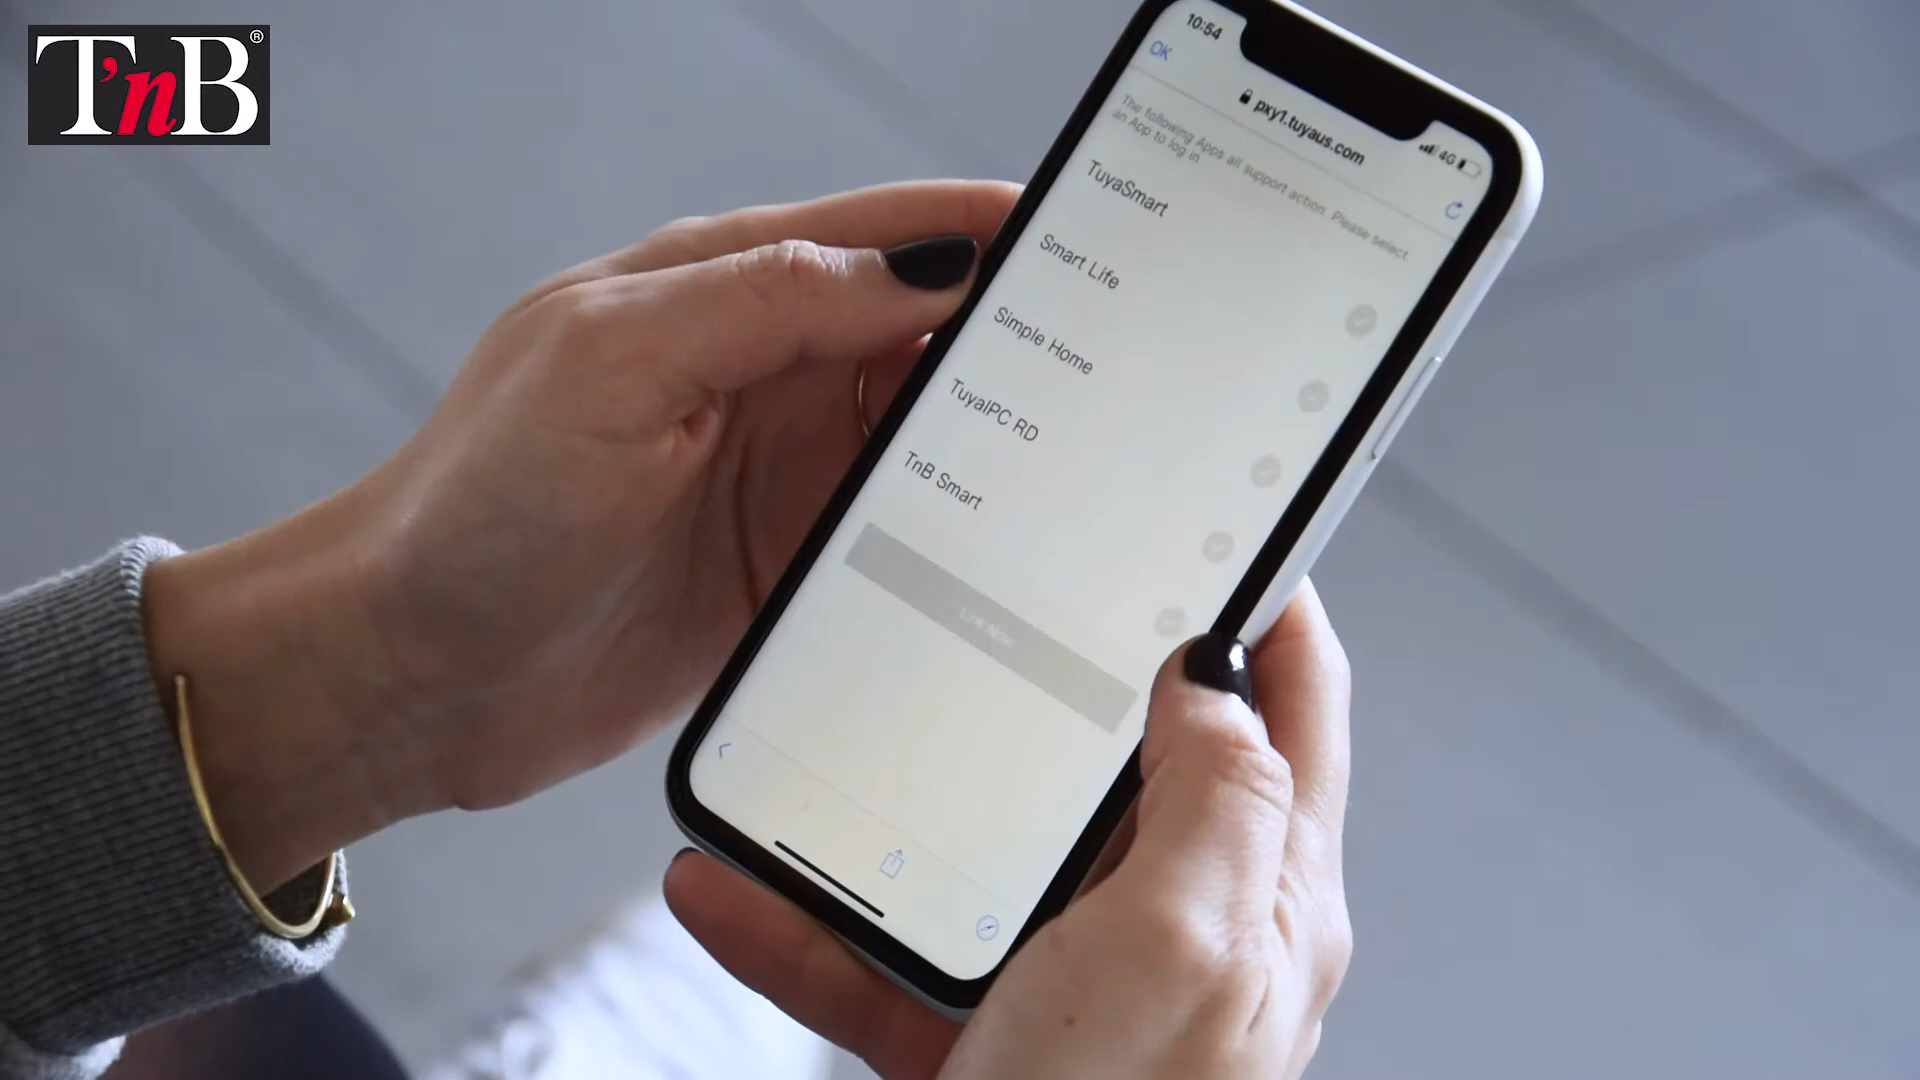 T'nB®
10:54
4G
OK
pxy1.tuyaus.com
The following Apps all support action. Please select
an App to log in
TuyaSmart
Smart Life
Simple Home
TuyaIPC RD
TnB Smart